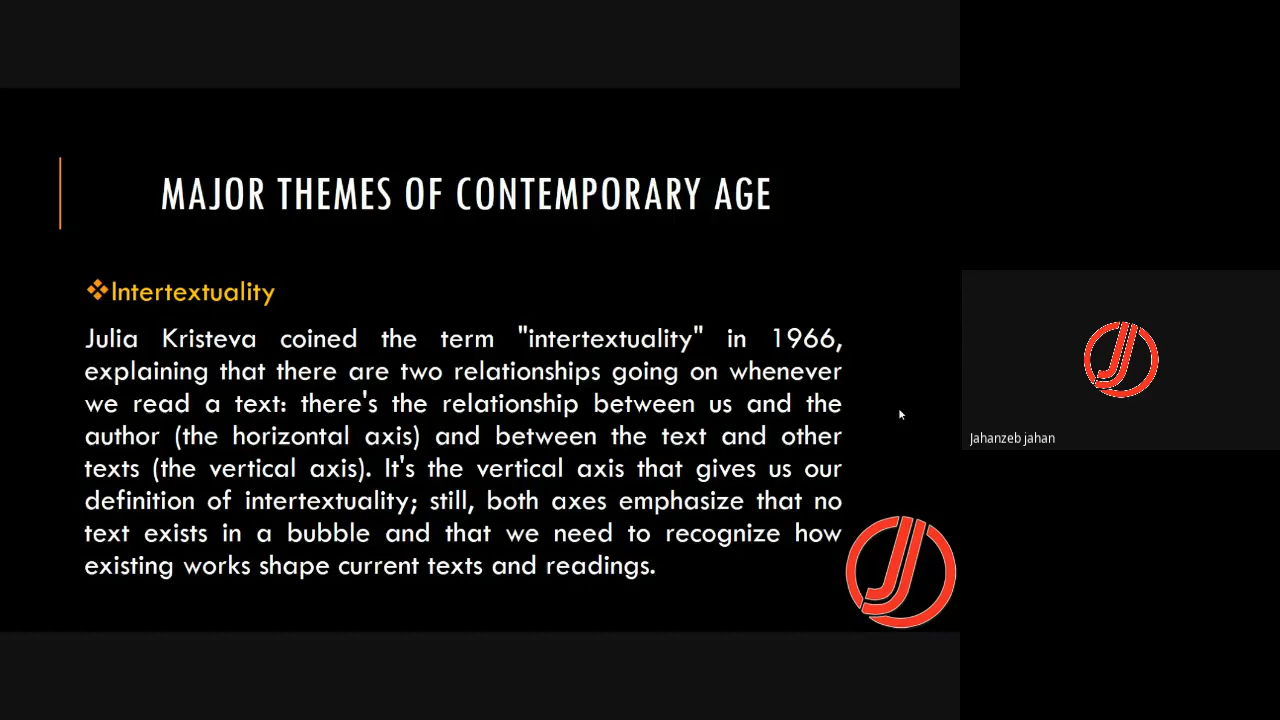 MAJOR THEMES OF CONTEMPORARY AGE
Intertextuality
Julia Kristeva coined the term "intertextuality" in 1966,
explaining that there are two relationships going on whenever
we read a text: there's the relationship between us and the
author (the horizontal axis) and between the text and other
texts (the vertical axis). It's the vertical axis that gives us our
definition of intertextuality; still, both axes emphasize that no
text exists in a bubble and that we need to recognize how
existing works shape current texts and readings.
Jahanzeb jahan